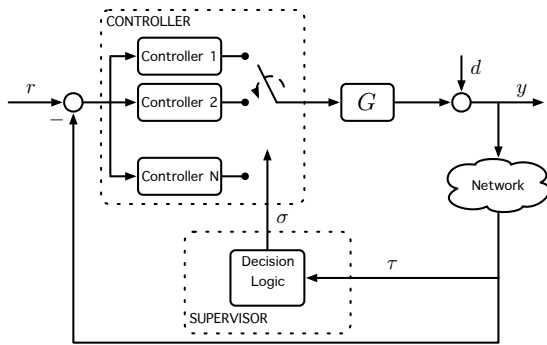 CONTROLLER
Controller 1
r
−
Controller 2
G
d
y
Controller N
Network
σ
Decision
Logic
τ
SUPERVISOR